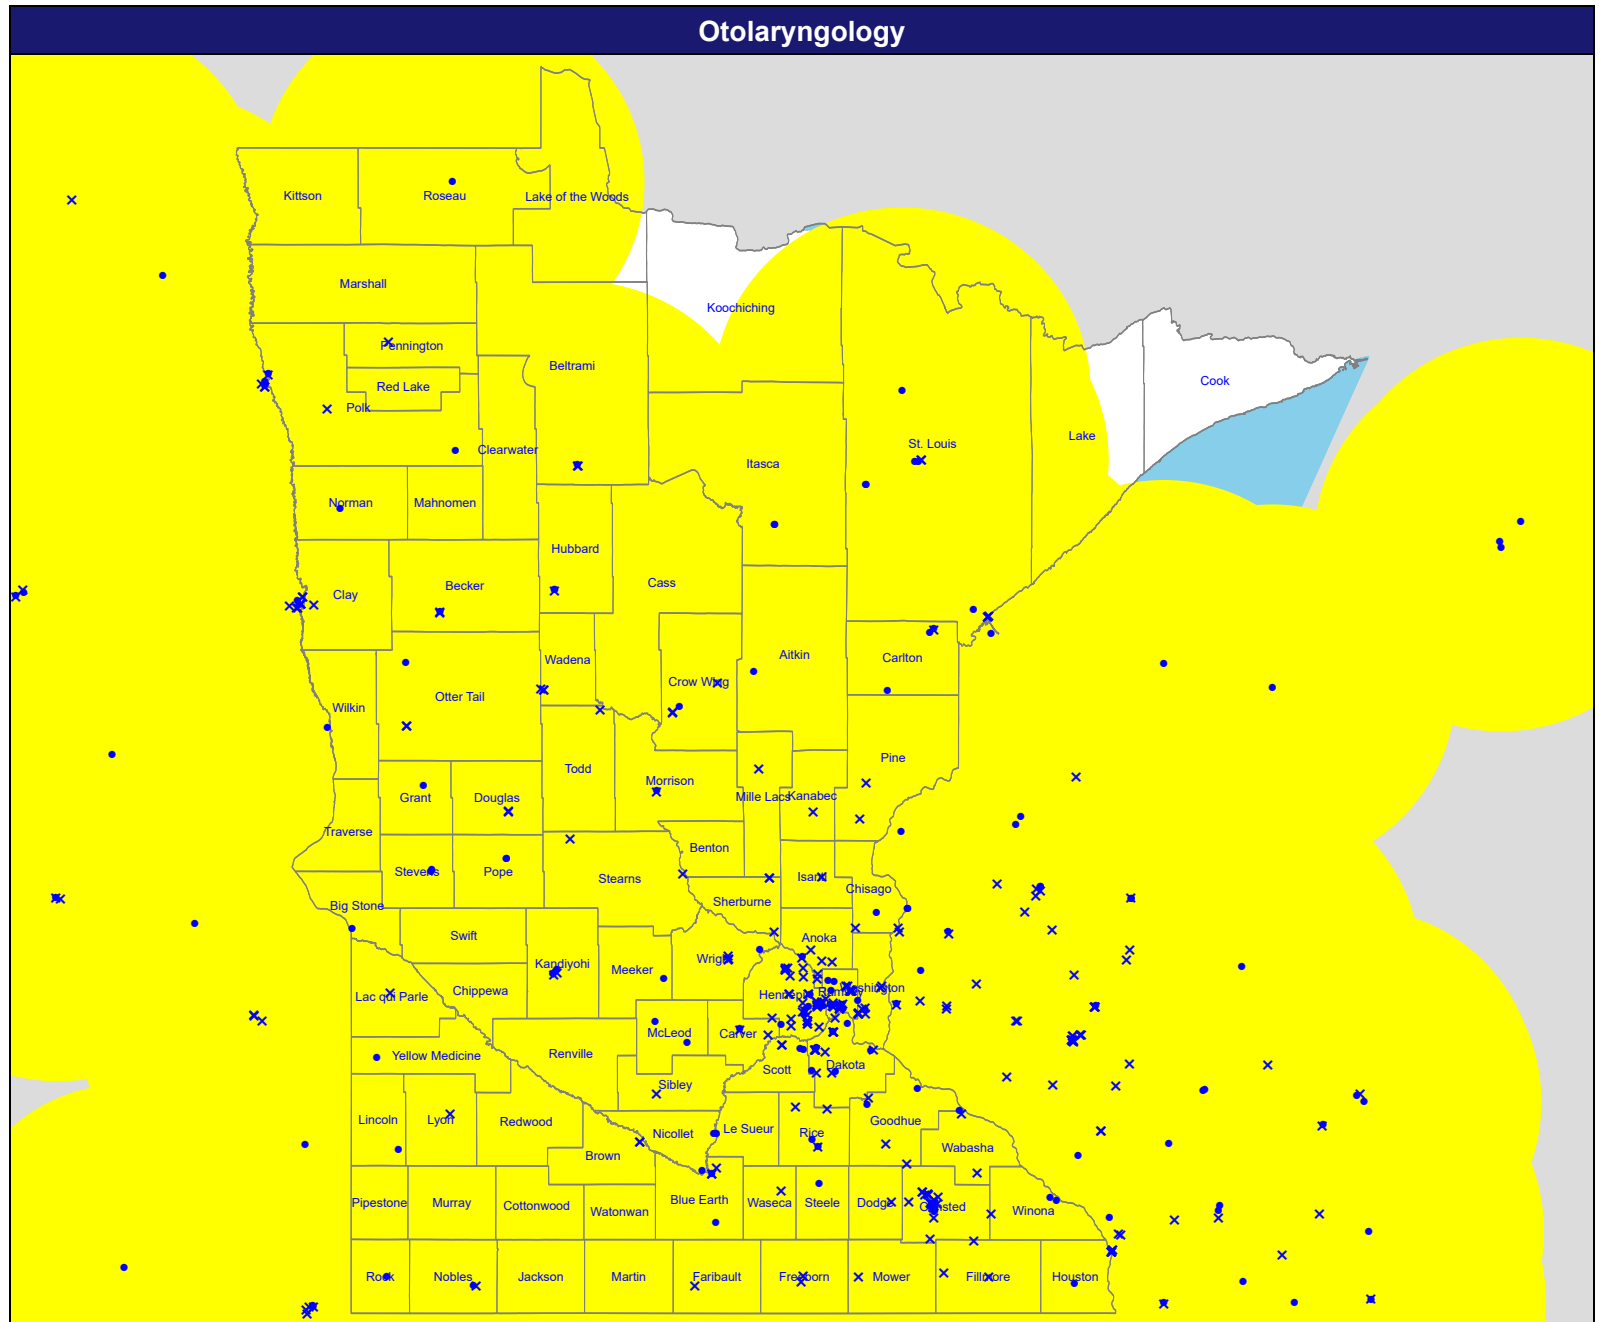 Otolaryngology
Kittson
Roseau
Lake of the Woods
Marshall
Koochiching
Pennington
Beltrami
Red Lake
Polk
Cook
Lake
St. Louis
Clearwater
Itasca
Norman
Mahnomen
Hubbard
Cass
Clay
Becker
Aitkin
Carlton
Wadena
Crow Wing
Otter Tail
Wilkin
Pine
Todd
Morrison
Mille Lacs
Kanabec
Grant
Douglas
Traverse
Benton
Stevens
Pope
Stearns
Isanti
Chisago
Sherburne
Big Stone
Swift
Anoka
Kandiyohi
Meeker
Wright
Lac qui Parle
Chippewa
Hennepin
Ramsey
Washington
McLeod
Carver
Yellow Medicine
Renville
Scott
Dakota
Sibley
Lincoln
Lyon
Redwood
Nicollet
Le Sueur
Rice
Goodhue
Brown
Wabasha
Pipestone
Murray
Cottonwood
Watonwan
Blue Earth
Waseca
Steele
Dodge
Olmsted
Winona
Rock
Nobles
Jackson
Martin
Faribault
Freeborn
Mower
Fillmore
Houston